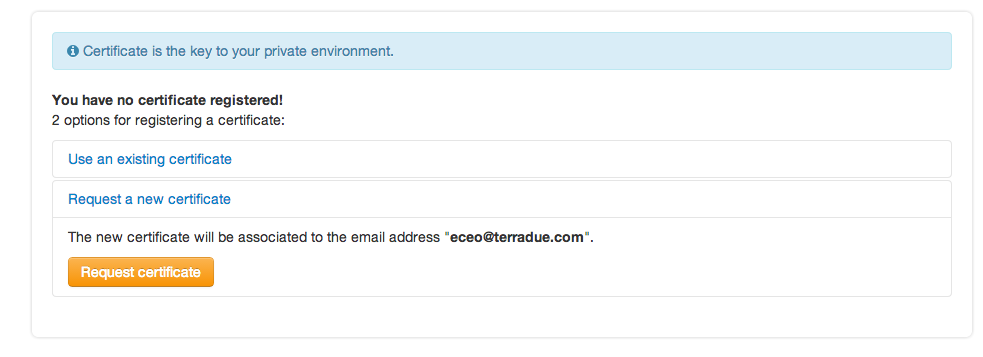 Certificate is the key to your private environment.
You have no certificate registered!
2 options for registering a certificate:
Use an existing certificate
Request a new certificate
The new certificate will be associated to the email address "eceo@terradue.com".
Request certificate